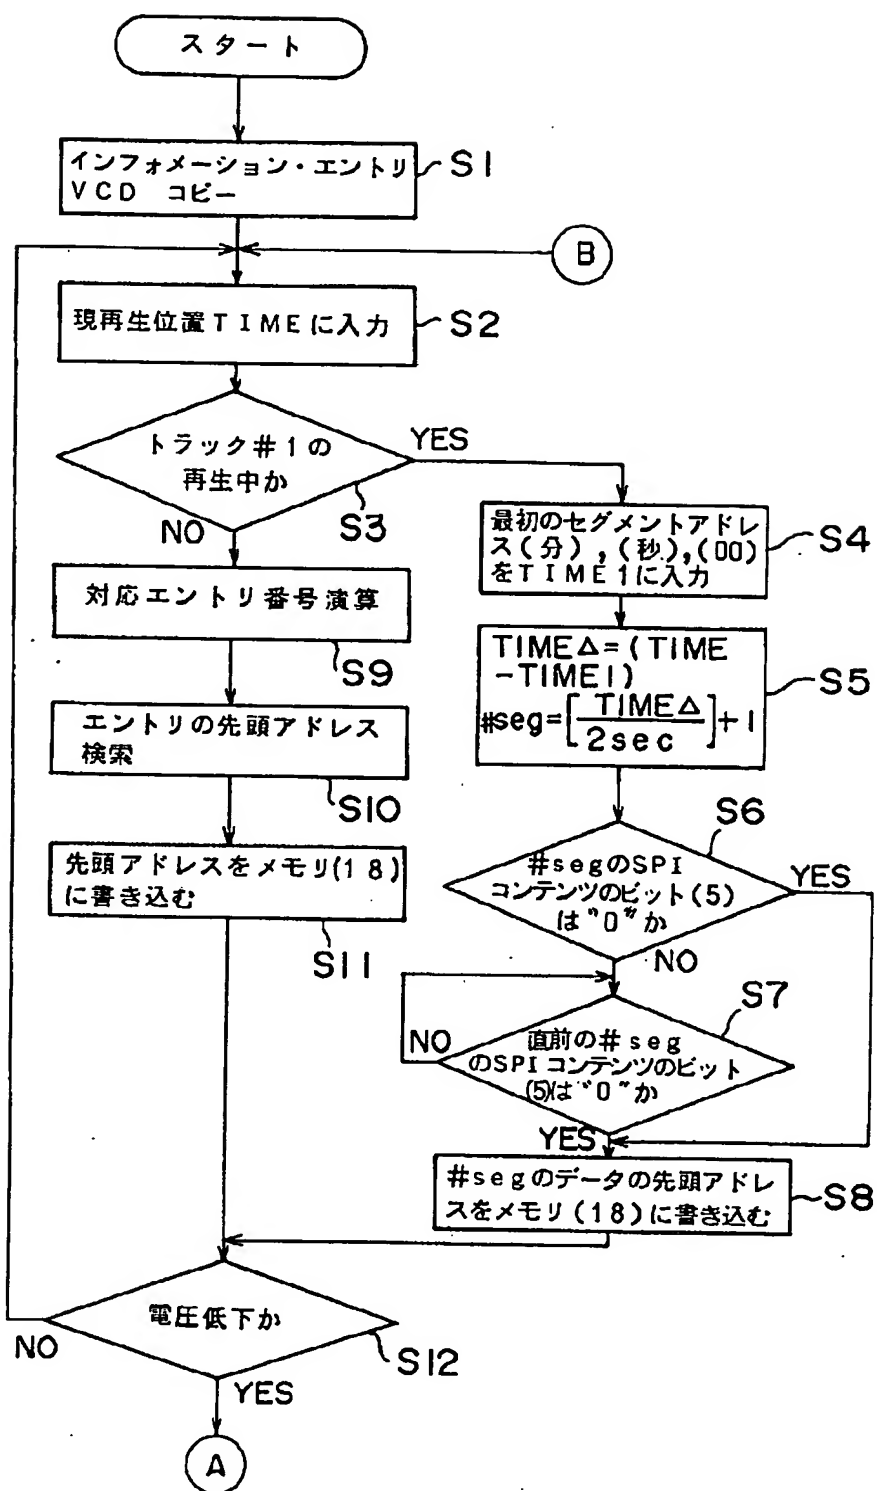 スタート
インフォメーション・エントリ
VCD コピー
S1
B
現再生位置TIMEに入力
S2
トラック#1の
再生中か
YES
NO
S3
最初のセグメントアドレ
ス(分),(秒),(00)
をTIME1に入力
S4
対応エントリ番号演算
S9
TIMEΔ=(TIME
-TIME1)
#seg=[TIMEΔ/2sec]+1
S5
エントリの先頭アドレス
検索
S10
先頭アドレスをメモリ(18)
に書き込む
S11
S6
#segのSPI
コンテンツのビット(5)
は"0"か
YES
NO
S7
直前の#seg
のSPIコンテンツのビット
(5)は"0"か
NO
YES
#segのデータの先頭アドレ
スをメモリ(18)に書き込む
S8
電圧低下か
NO
S12
YES
A